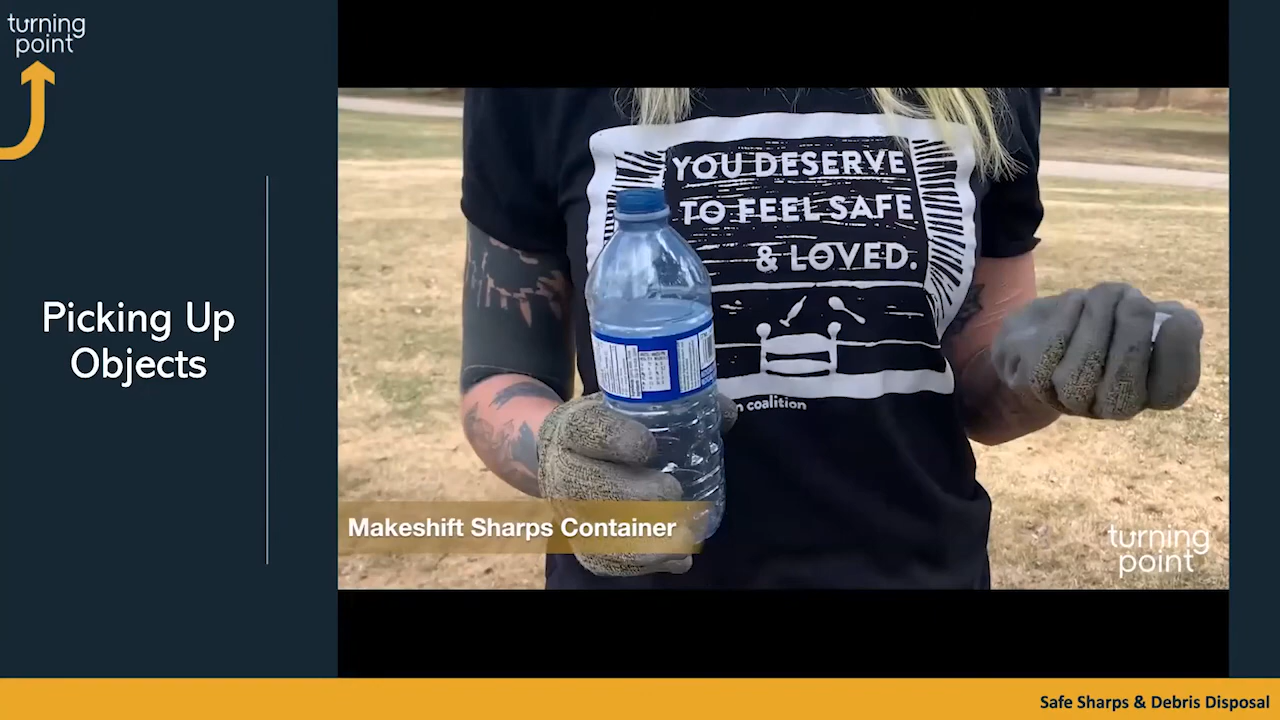 turning
point
Picking Up
Objects
YOU DESERVE
TO FEEL SAFE
& LOVED.
n coalition
Makeshift Sharps Container
turning
point
Safe Sharps & Debris Disposal